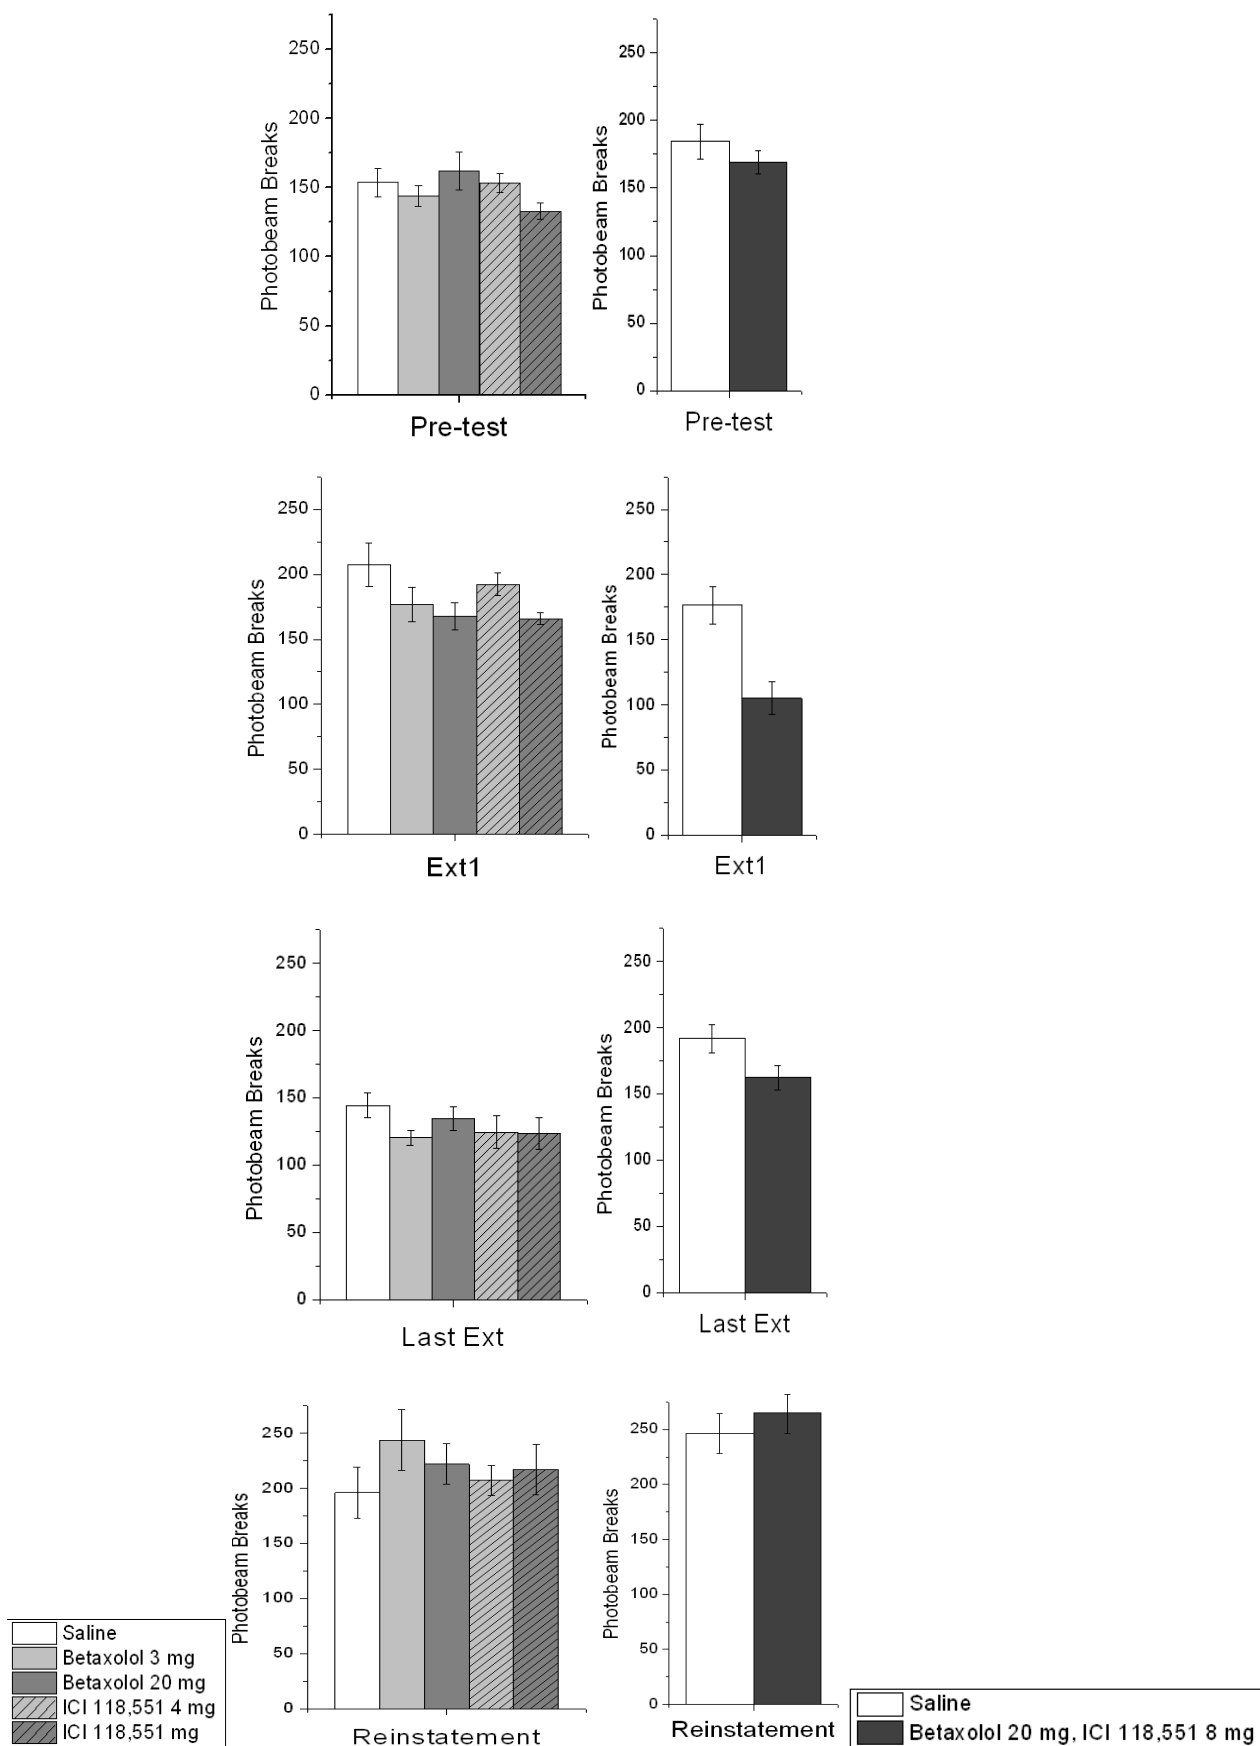 250
200
150
100
50
0
Photobeam Breaks
Pre-test
250
200
150
100
50
0
Photobeam Breaks
Pre-test
250
200
150
100
50
0
Photobeam Breaks
Ext1
250
200
150
100
50
0
Photobeam Breaks
Ext1
250
200
150
100
50
0
Photobeam Breaks
Last Ext
250
200
150
100
50
0
Photobeam Breaks
Last Ext
250
200
150
100
50
0
Photobeam Breaks
Reinstatement
250
200
150
100
50
0
Photobeam Breaks
Reinstatement
Saline
Betaxolol 3 mg
Betaxolol 20 mg
ICI 118,551 4 mg
ICI 118,551 mg
Saline
Betaxolol 20 mg, ICI 118,551 8 mg